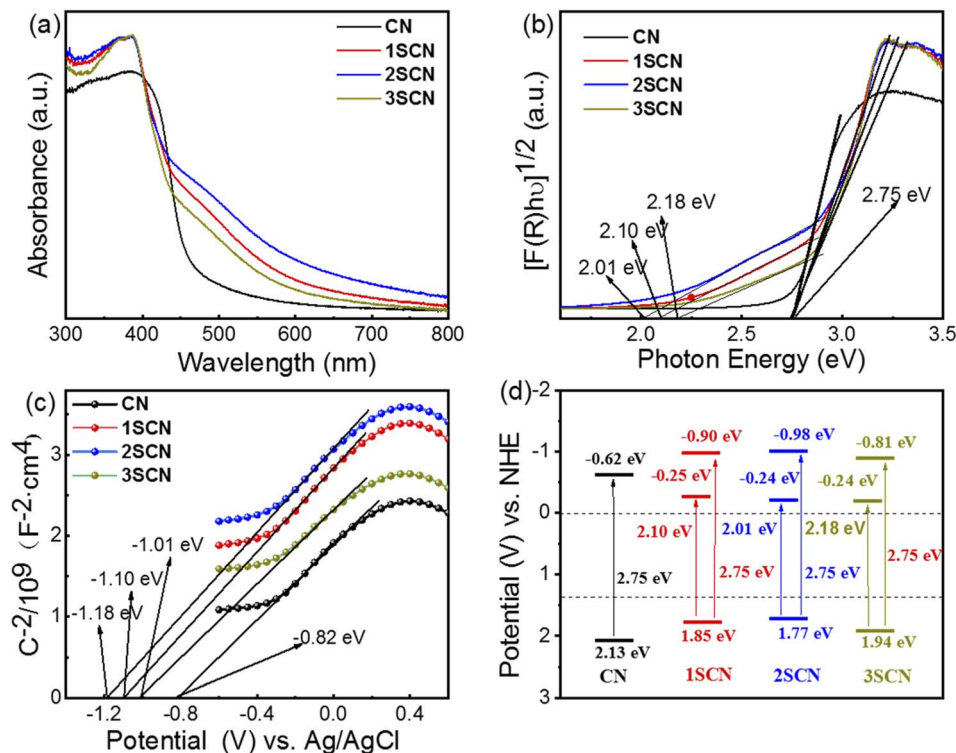 (a)
CN
1SCN
2SCN
3SCN
Absorbance (a.u.)
300 400 500 600 700 800
Wavelength (nm)
(b)
CN
1SCN
2SCN
3SCN
[F(R)hυ]1/2 (a.u.)
2.18 eV
2.10 eV
2.01 eV
2.75 eV
2.0 2.5 3.0 3.5
Photon Energy (eV)
(c)
CN
1SCN
2SCN
3SCN
C-2/109 (F-2·cm4)
3
2
1
0
-1.01 eV
-1.10 eV
-1.18 eV
-0.82 eV
-1.2 -0.8 -0.4 0.0 0.4
Potential (V) vs. Ag/AgCl
(d)
Potential (V) vs. NHE
-2
-1
0
1
2
3
-0.62 eV
2.75 eV
2.13 eV
CN
-0.90 eV
-0.25 eV
2.10 eV
2.75 eV
1.85 eV
1SCN
-0.98 eV
-0.24 eV
2.01 eV
2.75 eV
1.77 eV
2SCN
-0.81 eV
-0.24 eV
2.18 eV
2.75 eV
1.94 eV
3SCN